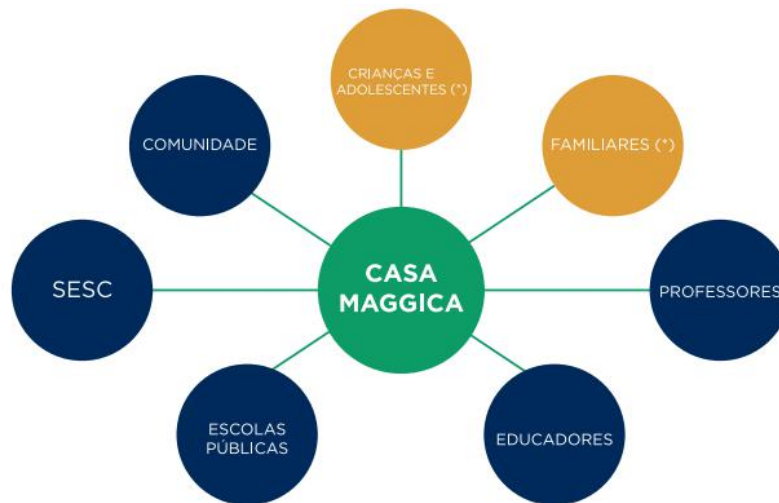 CRIANÇAS E
ADOLESCENTES (*)
COMUNIDADE
FAMILIARES (*)
CASA
MAGGICA
SESC
PROFESSORES
ESCOLAS
PÚBLICAS
EDUCADORES